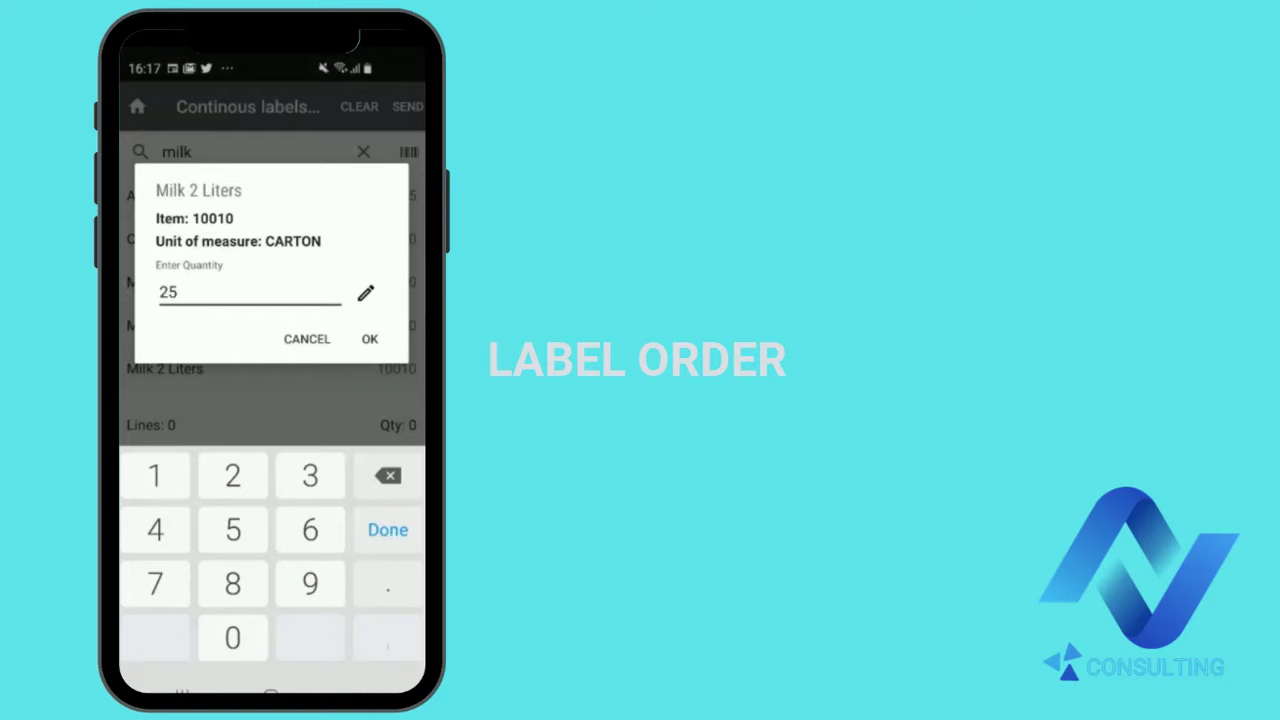 16:17 ...
Continous labels... CLEAR SEND
milk
Milk 2 Liters
Item: 10010
Unit of measure: CARTON
Enter Quantity
25
CANCEL OK
Milk 2 Liters 10010
Lines: 0 Qty: 0
1 2 3
4 5 6 Done
7 8 9 .
0 ,
LABEL ORDER
CONSULTING